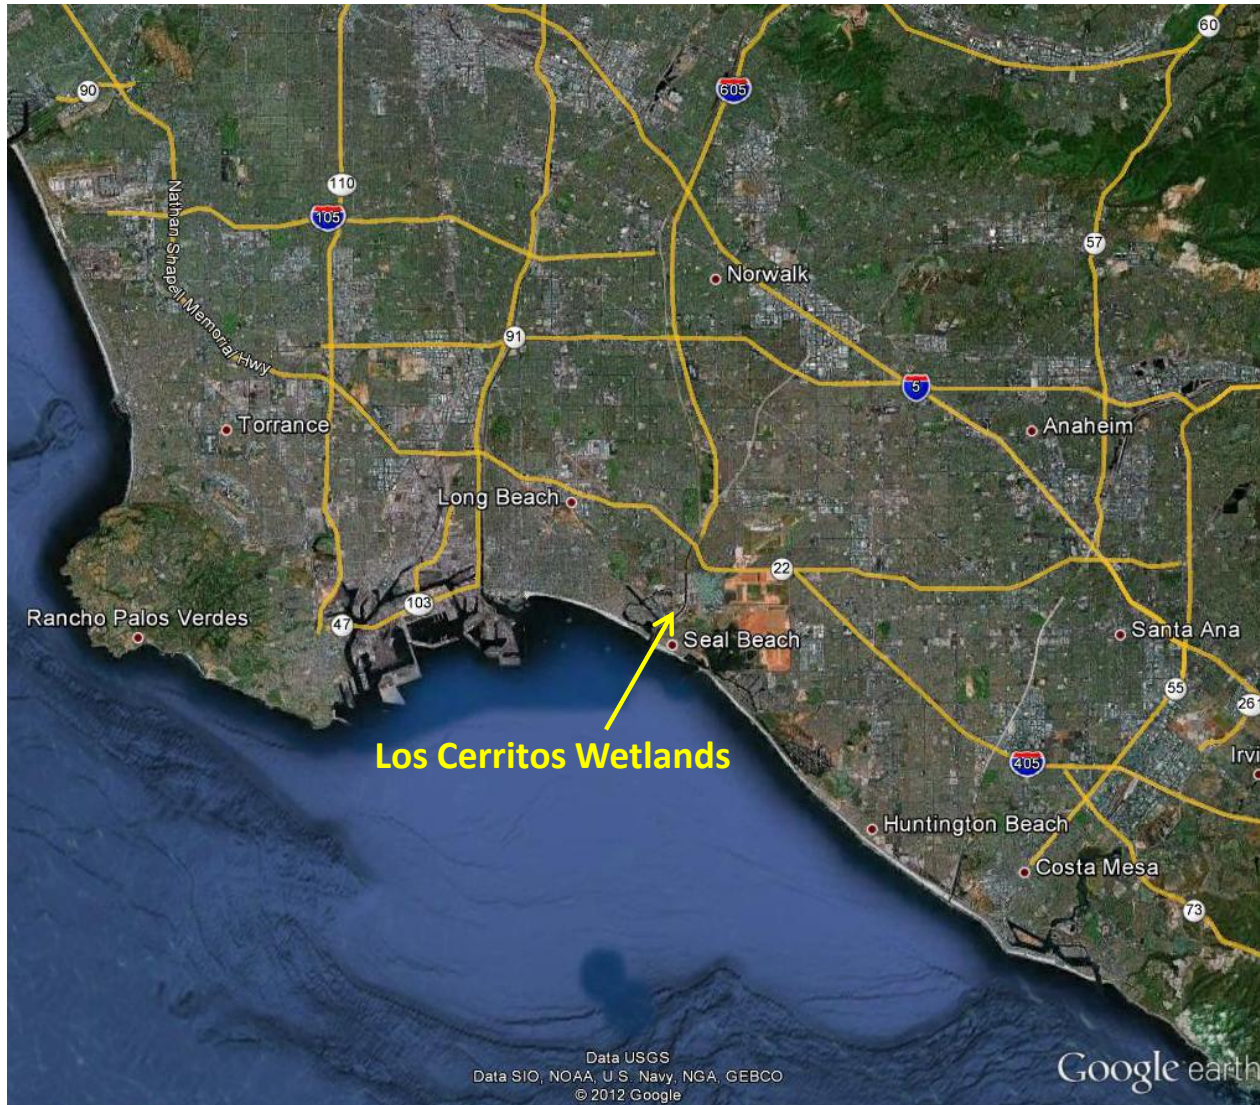 60
90
605
110
105
57
Nathan Shapell Memorial Hwy
Norwalk
91
5
Torrance
Anaheim
Long Beach
22
103
47
Rancho Palos Verdes
Seal Beach
Santa Ana
55
261
Los Cerritos Wetlands
405
Irvi
Huntington Beach
Costa Mesa
73
Data USGS
Data SIO, NOAA, U.S. Navy, NGA, GEBCO
© 2012 Google
Google earth